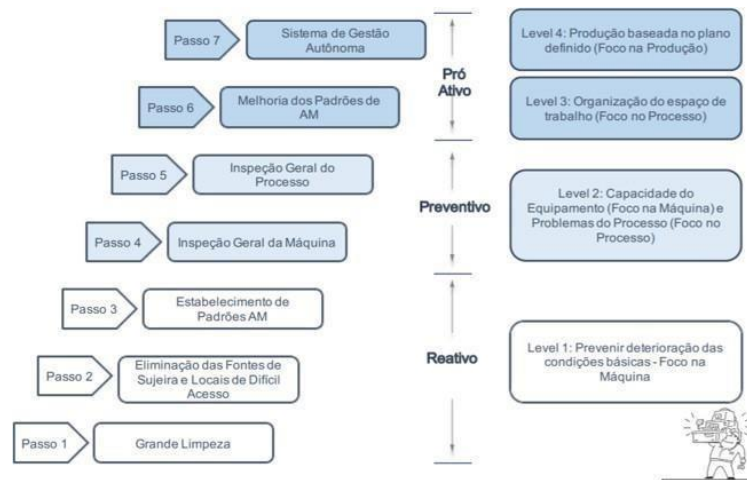 Passo 7
Sistema de Gestão
Autônoma
Passo 6
Melhoria dos Padrões de
AM
Passo 5
Inspeção Geral do
Processo
Passo 4
Inspeção Geral da Máquina
Passo 3
Estabelecimento de
Padrões AM
Passo 2
Eliminação das Fontes de
Sujeira e Locais de Difícil
Acesso
Passo 1
Grande Limpeza
Pró
Ativo
Preventivo
Reativo
Level 4: Produção baseada no plano
definido (Foco na Produção)
Level 3: Organização do espaço de
trabalho (Foco no Processo)
Level 2: Capacidade do
Equipamento (Foco na Máquina) e
Problemas do Processo (Foco no
Processo)
Level 1: Prevenir deterioração das
condições básicas - Foco na
Máquina